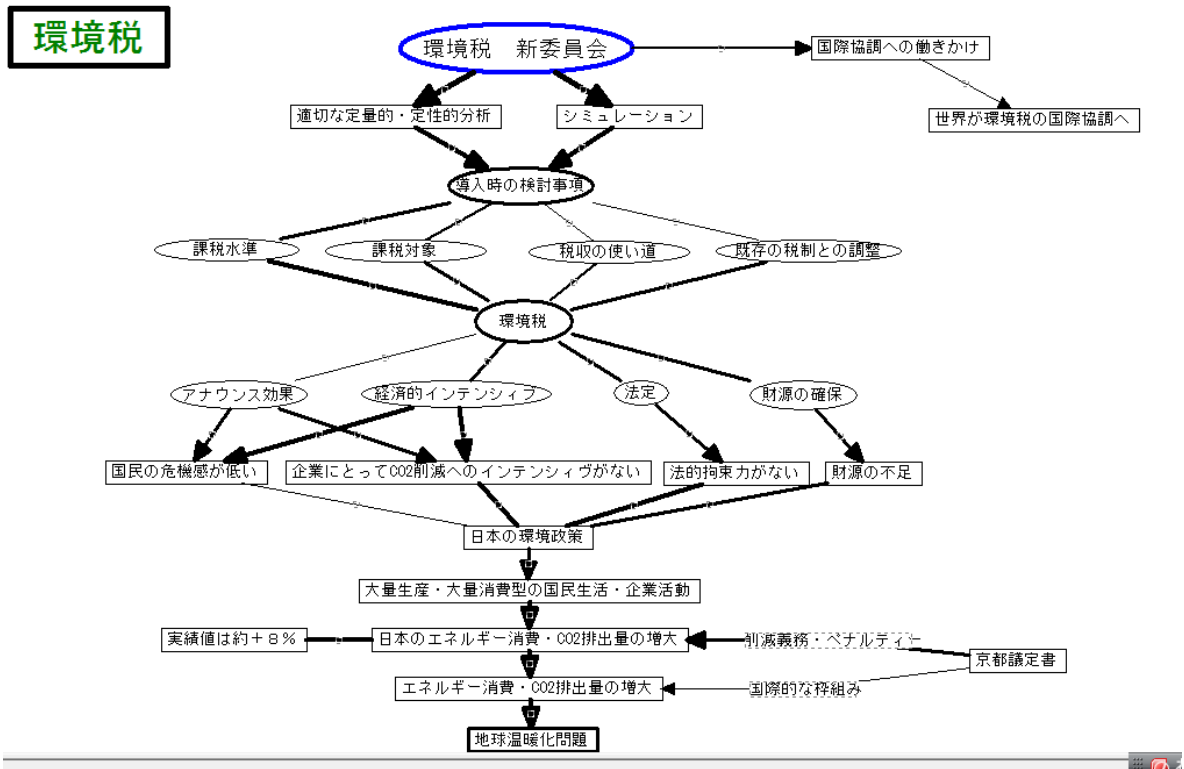 環境税
環境税 新委員会
国際協調への働きかけ
適切な定量的・定性的分析
シミュレーション
世界が環境税の国際協調へ
導入時の検討事項
課税水準
課税対象
税収の使い道
既存の税制との調整
環境税
アナウンス効果
経済的インテンシィブ
法定
財源の確保
国民の危機感が低い
企業にとってCO2削減へのインテンシィヴがない
法的拘束力がない
財源の不足
日本の環境政策
大量生産・大量消費型の国民生活・企業活動
実績値は約+8%
日本のエネルギー消費・CO2排出量の増大
削減義務・ペナルティー
京都議定書
エネルギー消費・CO2排出量の増大
国際的な枠組み
地球温暖化問題